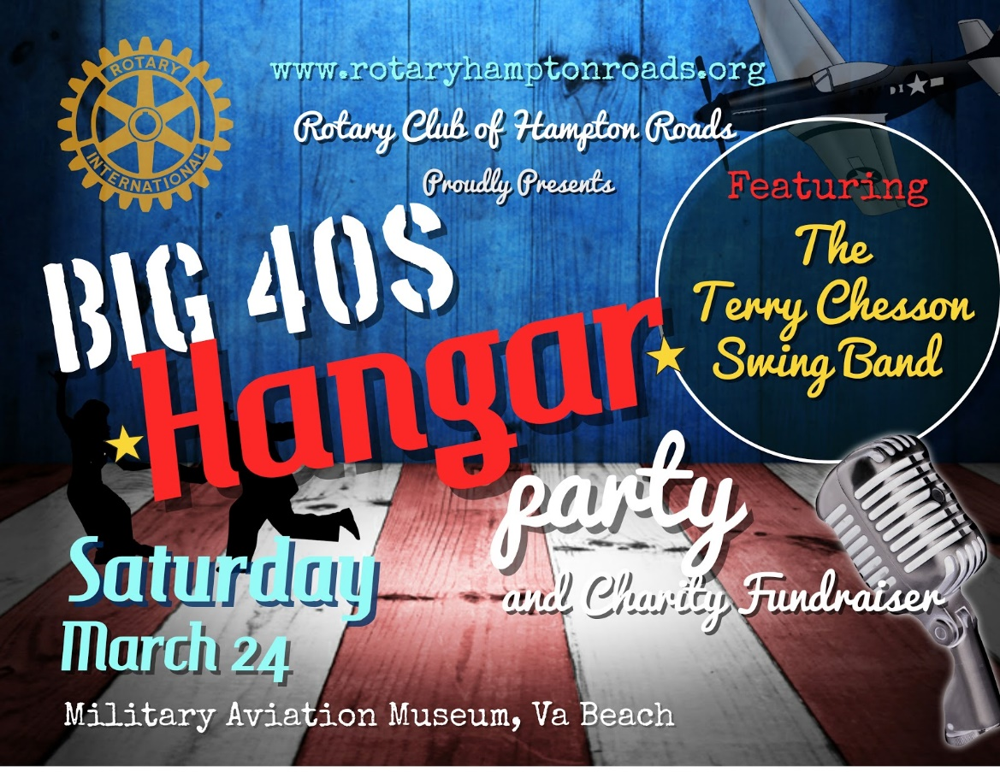 ROTARY
INTERNATIONAL
www.rotaryhamptonroads.org
Rotary Club of Hampton Roads
Proudly Presents
BIG 40S
Hangar
party
and Charity Fundraiser
Featuring
The
Terry Chesson
Swing Band
Saturday
March 24
Military Aviation Museum, Va Beach